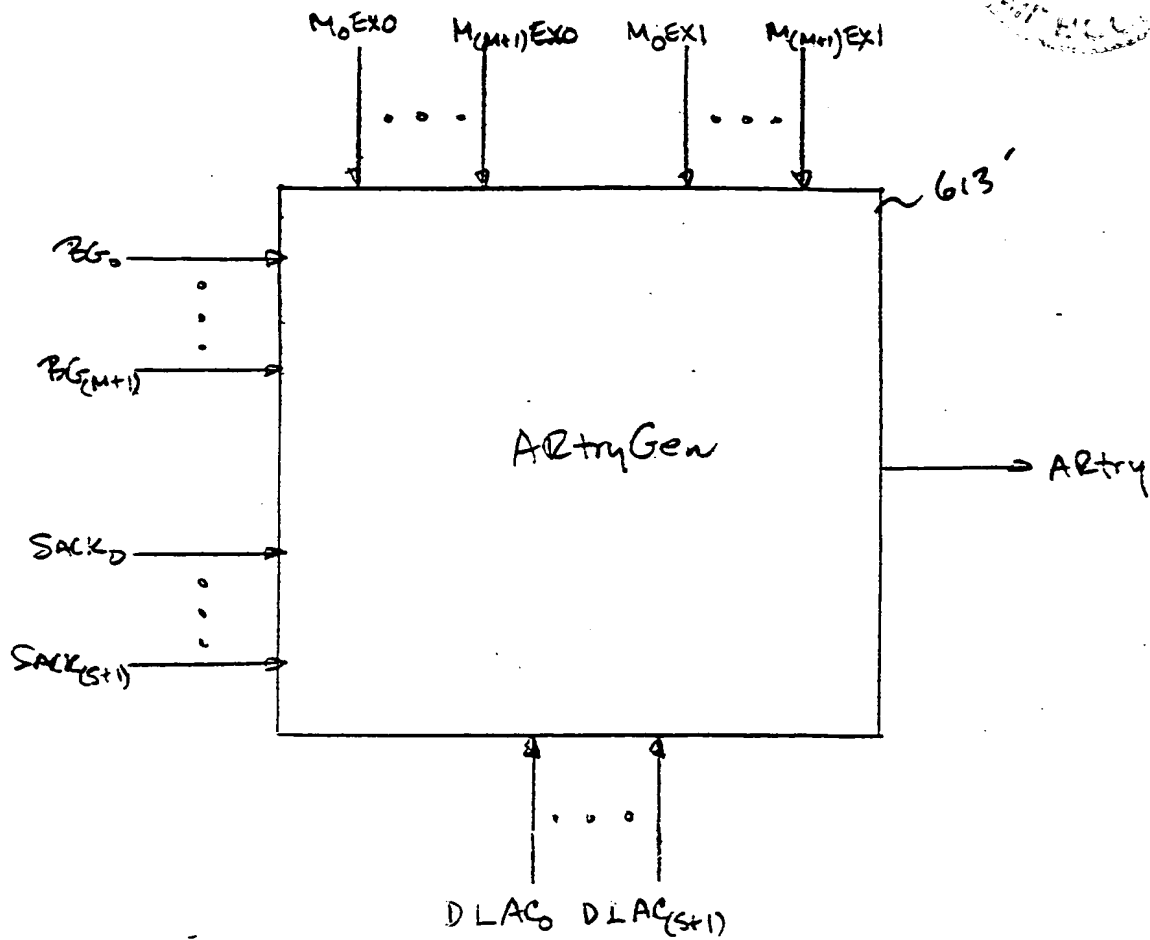 M₀EX0 M₍M+1₎EX0 M₀EX1 M₍M+1₎EX1
613'
BG₀
BG₍M+1₎
ARtryGen
ARtry
SACK₀
SACK₍S+1₎
DLAC₀ DLAC₍S+1₎